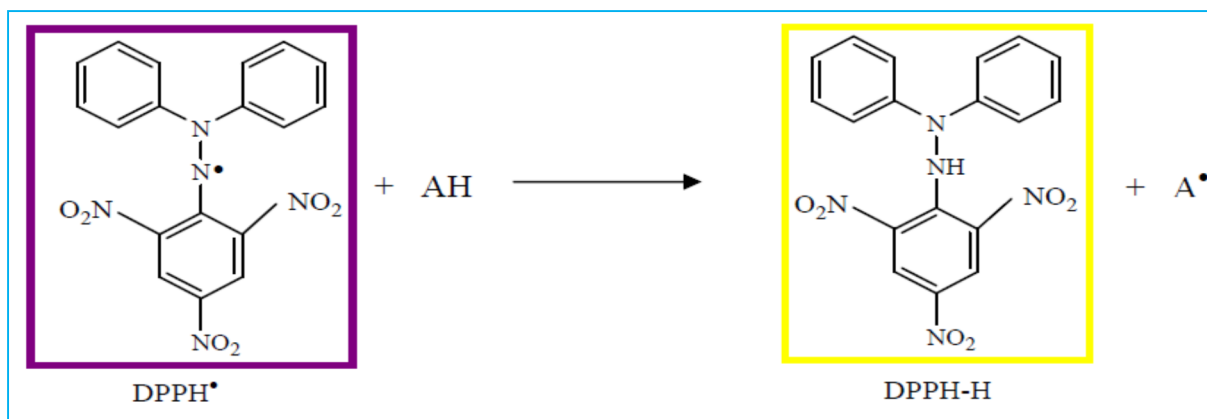 N
N•
O₂N
NO₂
NO₂
DPPH•
+ AH
N
NH
O₂N
NO₂
NO₂
DPPH-H
+ A•